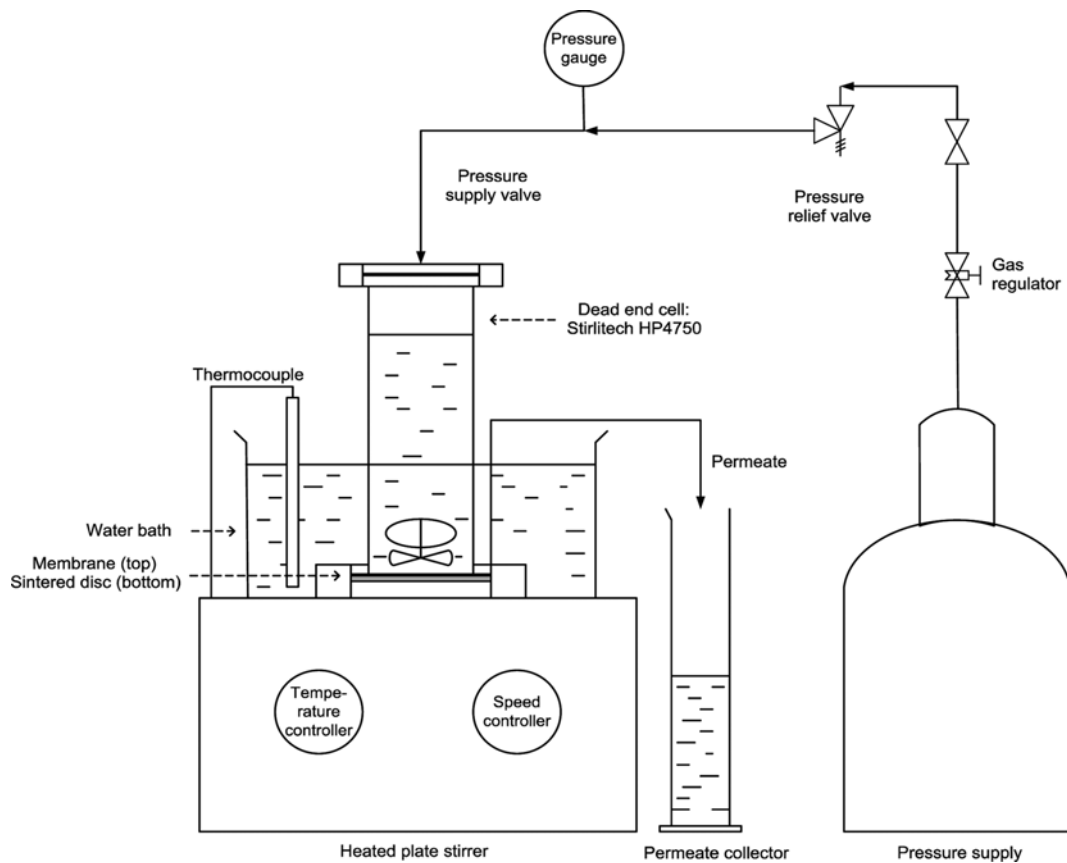 Pressure
gauge
Pressure
supply valve
Pressure
relief valve
Gas
regulator
Dead end cell:
Stirlitech HP4750
Thermocouple
Permeate
Water bath
Membrane (top)
Sintered disc (bottom)
Tempe-
rature
controller
Speed
controller
Heated plate stirrer
Permeate collector
Pressure supply